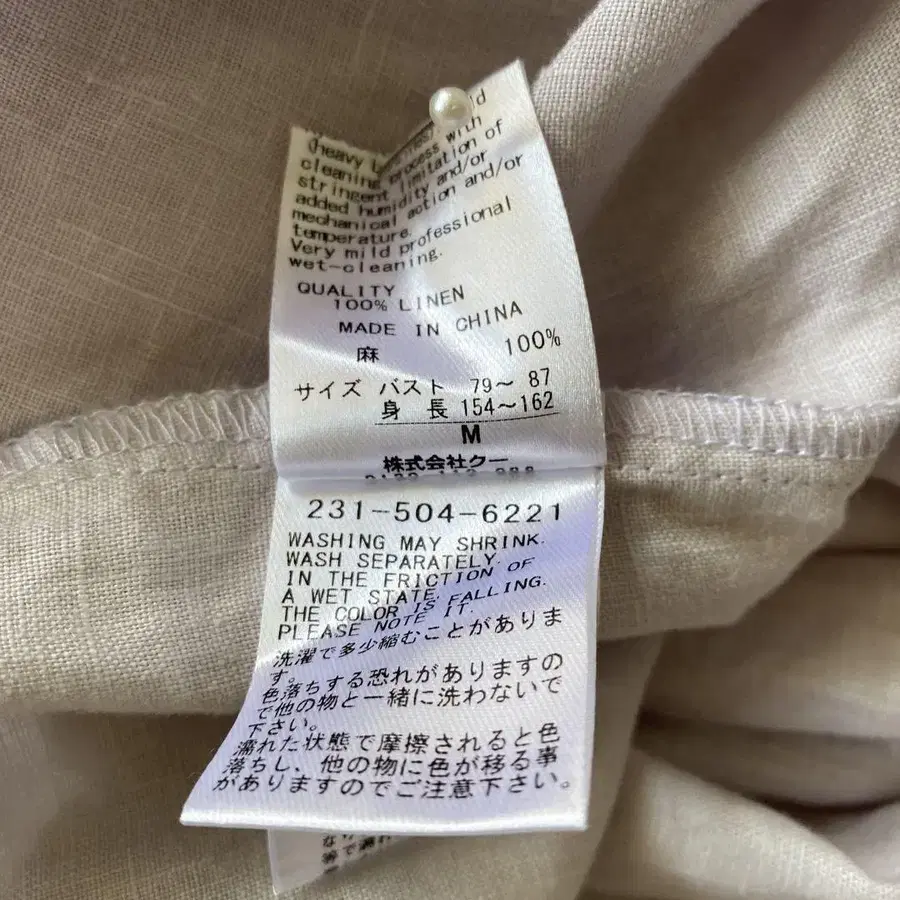 (heavy
cleaning process with
stringent limitation of
added humidity and/or
mechanical action and/or
temperature.
Very mild professional
wet-cleaning.
QUALITY
100% LINEN
MADE IN CHINA
麻 100%
サイズ バスト 79～ 87
身 長 154～162
M
株式会社クー
231-504-6221
WASHING MAY SHRINK.
WASH SEPARATELY.
IN THE FRICTION OF
A WET STATE,
THE COLOR IS FALLING.
PLEASE NOTE IT.
洗濯で多少縮むことがありま
す。
色落ちする恐れがありますの
で他の物と一緒に洗わないで
下さい。
濡れた状態で摩擦されると色
落ちし、他の物に色が移る事
がありますのでご注意下さい。